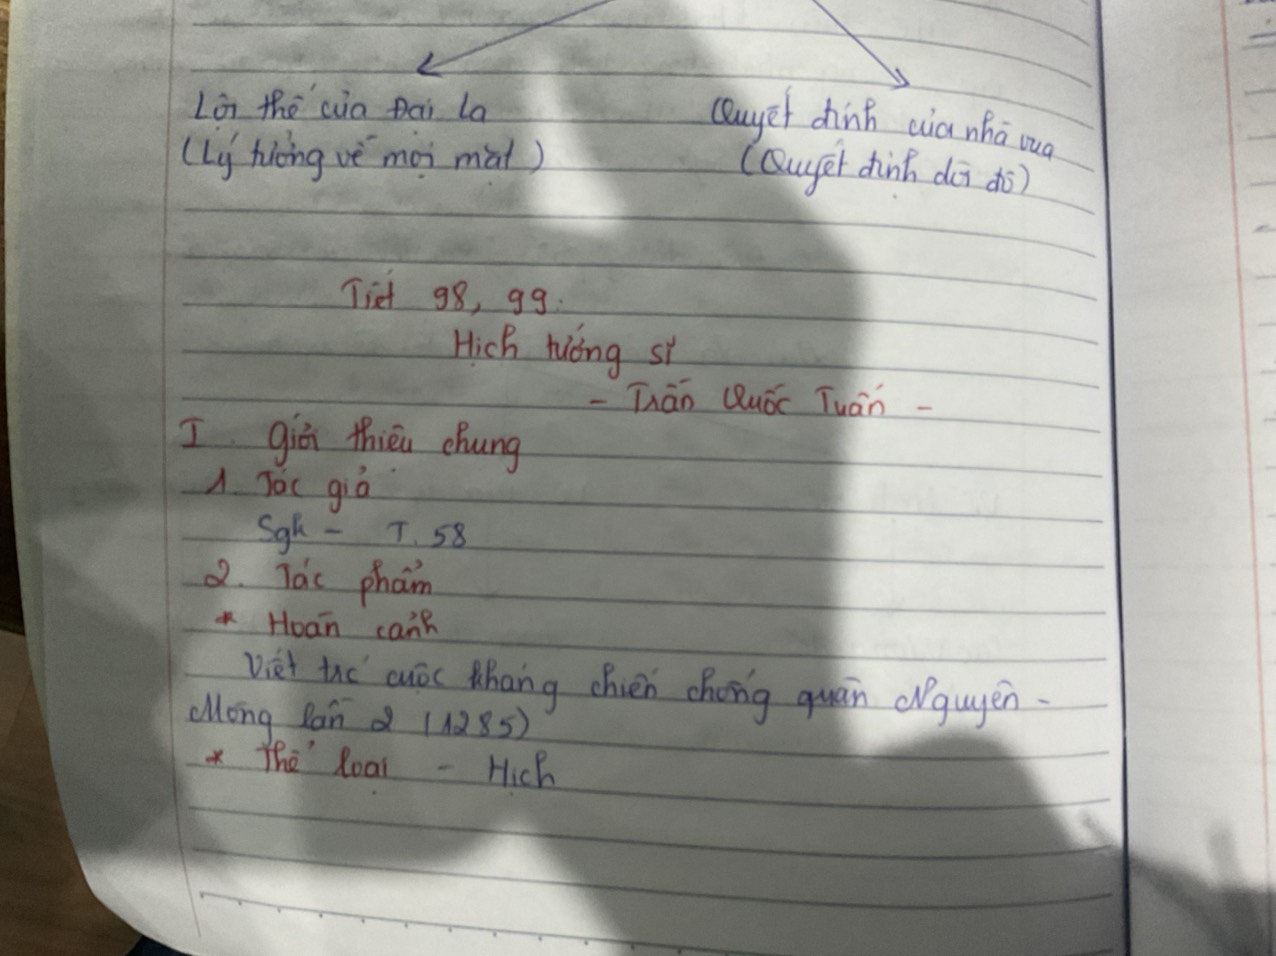 Lợi thế của Đại La
(Lý tưởng về mọi mặt)
Quyết định của nhà vua
(Quyết định dời đô)
Tiết 98, 99.
Hịch tướng sĩ
- Trần Quốc Tuấn -
I. Giới thiệu chung
1. Tác giả
Sgk - T. 58
2. Tác phẩm
* Hoàn cảnh
Viết trc cuộc kháng chiến chống quân Nguyên -
Mông lần 2 (1285)
* Thể loại - Hịch